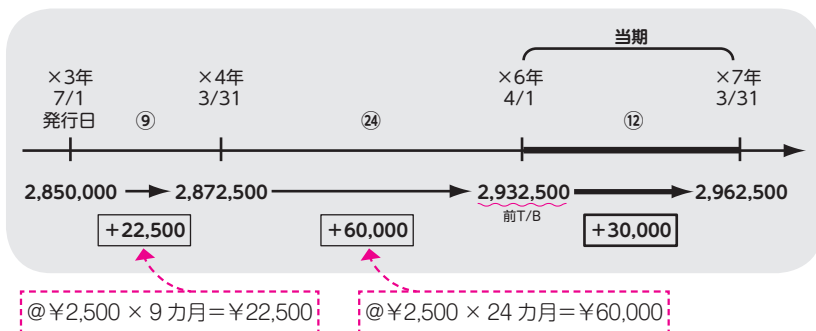 当期
×3年 ×4年 ×6年 ×7年
7/1 3/31 4/1 3/31
発行日 ⑨ ㉔ ⑫
2,850,000 2,872,500 2,932,500 2,962,500
前T/B
+22,500 +60,000 +30,000
@¥2,500 × 9 カ月=¥22,500 @¥2,500 × 24 カ月=¥60,000